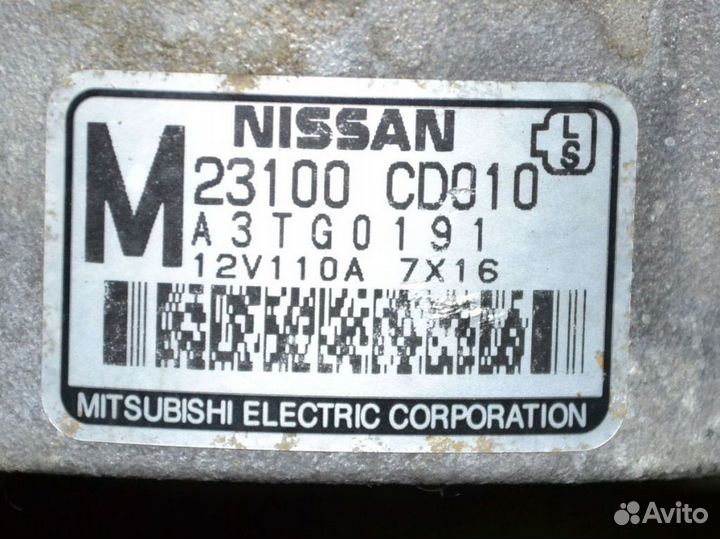 NISSAN
L
S
M
23100 CD010
A3TG0191
12V110A 7X16
MITSUBISHI ELECTRIC CORPORATION
Avito